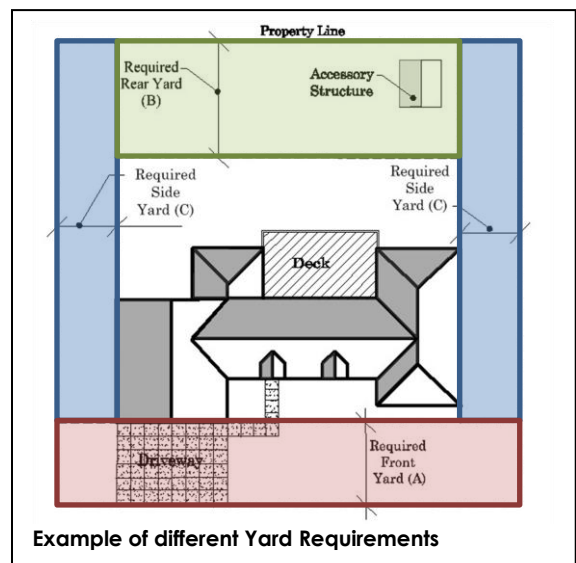 Property Line
Required
Rear Yard
(B)
Accessory
Structure
Required
Side
Yard (C)
Required
Side
Yard (C)
Deck
Driveway
Required
Front
Yard (A)
Example of different Yard Requirements